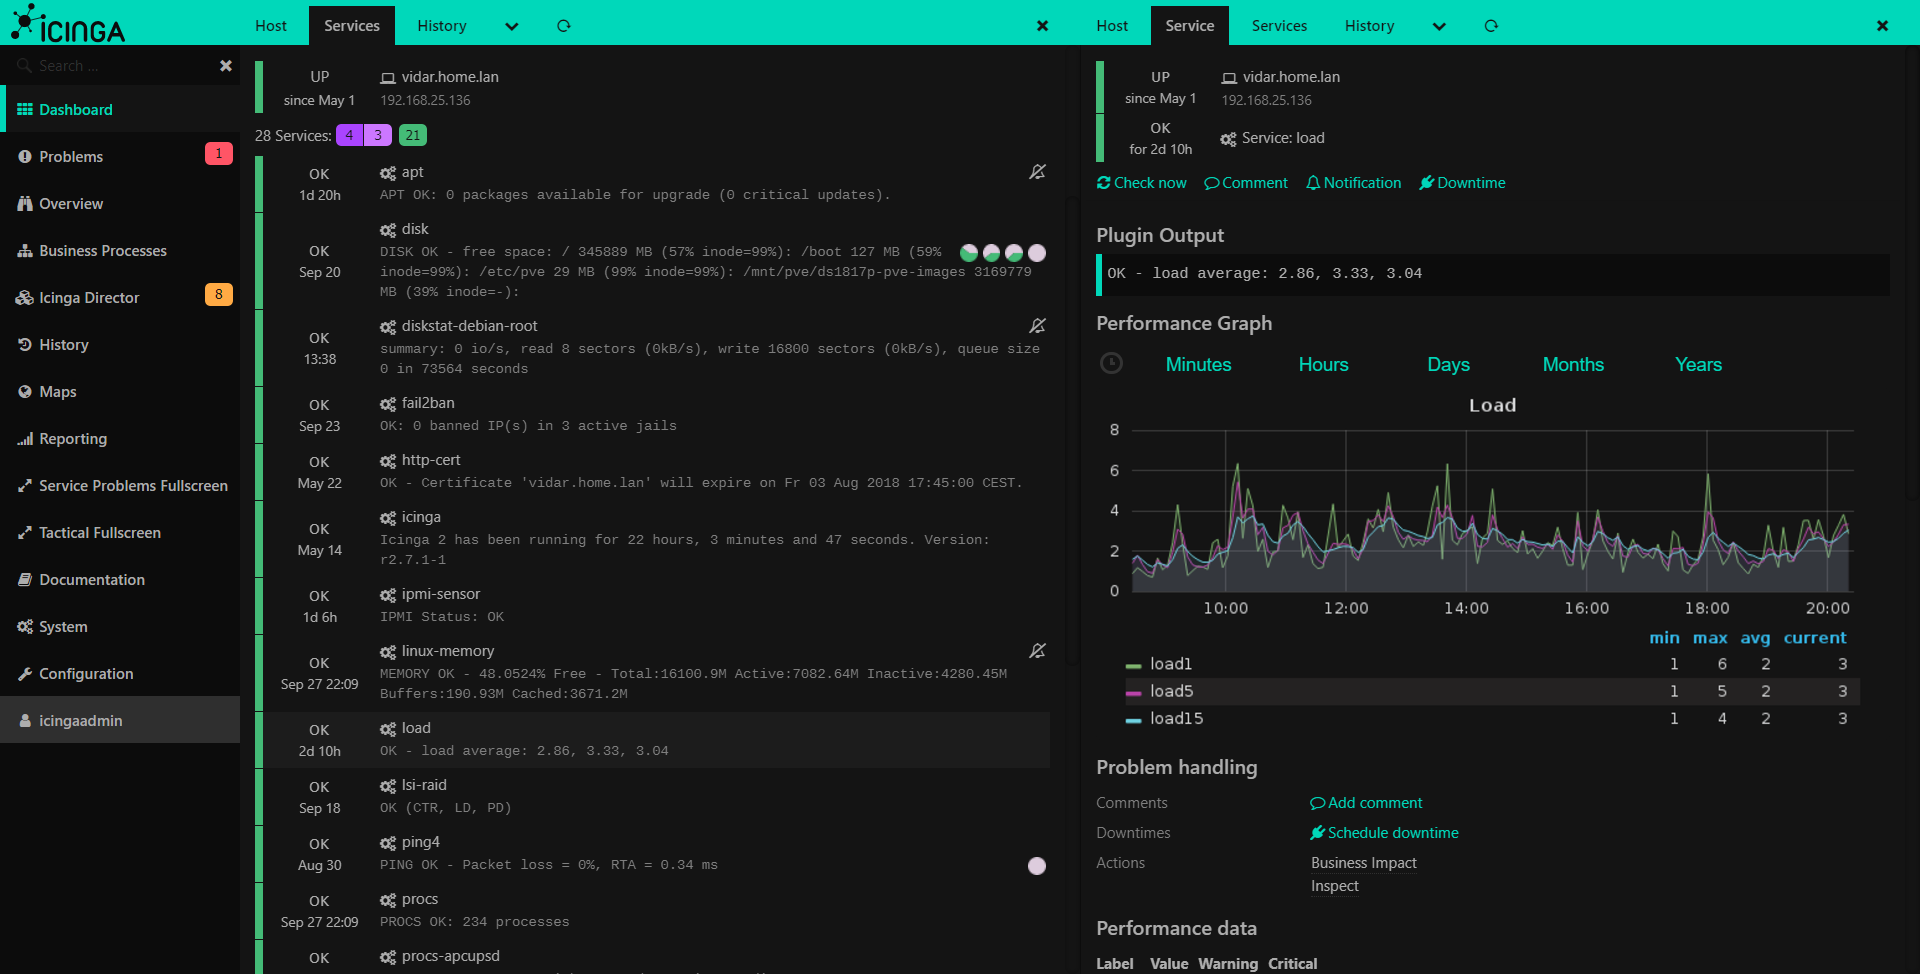 ICINGA
Search ...
Dashboard
Problems 1
Overview
Business Processes
Icinga Director 8
History
Maps
Reporting
Service Problems Fullscreen
Tactical Fullscreen
Documentation
System
Configuration
icingaadmin
Host Services History
UP vidar.home.lan
since May 1 192.168.25.136
28 Services: 4 3 21
OK apt
1d 20h APT OK: 0 packages available for upgrade (0 critical updates).
disk
OK DISK OK - free space: / 345889 MB (57% inode=99%): /boot 127 MB (59%
Sep 20 inode=99%): /etc/pve 29 MB (99% inode=99%): /mnt/pve/ds1817p-pve-images 3169779
MB (39% inode=-):
diskstat-debian-root
OK summary: 0 io/s, read 8 sectors (0kB/s), write 16800 sectors (0kB/s), queue size
13:38 0 in 73564 seconds
OK fail2ban
Sep 23 OK: 0 banned IP(s) in 3 active jails
OK http-cert
May 22 OK - Certificate 'vidar.home.lan' will expire on Fr 03 Aug 2018 17:45:00 CEST.
icinga
OK Icinga 2 has been running for 22 hours, 3 minutes and 47 seconds. Version:
May 14 r2.7.1-1
OK ipmi-sensor
1d 6h IPMI Status: OK
linux-memory
OK MEMORY OK - 48.0524% Free - Total:16100.9M Active:7082.64M Inactive:4280.45M
Sep 27 22:09 Buffers:190.93M Cached:3671.2M
OK load
2d 10h OK - load average: 2.86, 3.33, 3.04
OK lsi-raid
Sep 18 OK (CTR, LD, PD)
OK ping4
Aug 30 PING OK - Packet loss = 0%, RTA = 0.34 ms
OK procs
Sep 27 22:09 PROCS OK: 234 processes
OK procs-apcupsd
Host Service Services History
UP vidar.home.lan
since May 1 192.168.25.136
OK Service: load
for 2d 10h
Check now Comment Notification Downtime
Plugin Output
OK - load average: 2.86, 3.33, 3.04
Performance Graph
Minutes Hours Days Months Years
Load
8
6
4
2
0
10:00 12:00 14:00 16:00 18:00 20:00
min max avg current
load1 1 6 2 3
load5 1 5 2 3
load15 1 4 2 3
Problem handling
Comments Add comment
Downtimes Schedule downtime
Actions Business Impact
Inspect
Performance data
Label Value Warning Critical